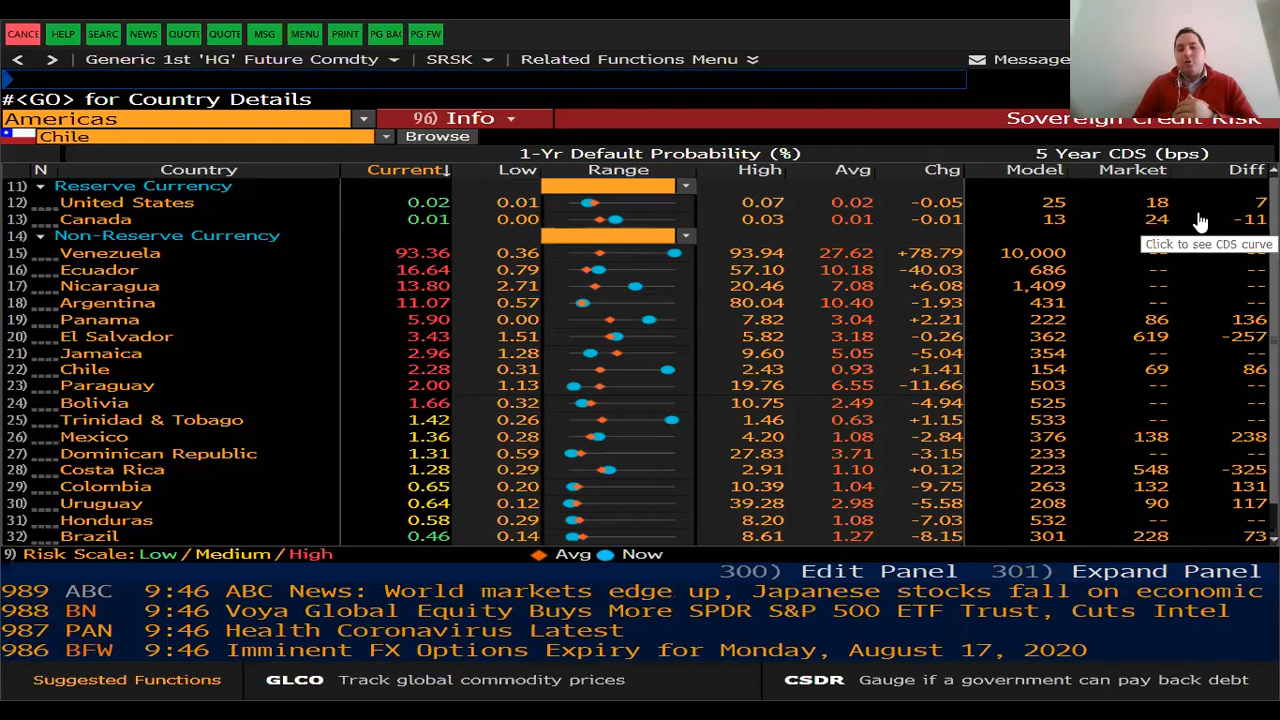 CANCE HELP SEARC NEWS QUOTE QUOTE MSG MENU PRINT PG BAC PG FW
< > Generic 1st 'HG' Future Comdty SRSK Related Functions Menu Message
#<GO> for Country Details
Americas 96) Info Sovereign Credit Risk
Chile Browse
1-Yr Default Probability (%) 5 Year CDS (bps)
N Country Current↓ Low Range High Avg Chg Model Market Diff
11) Reserve Currency
12) United States 0.02 0.01 0.07 0.02 -0.05 25 18 7
13) Canada 0.01 0.00 0.03 0.01 -0.01 13 24 -11
14) Non-Reserve Currency
Click to see CDS curve
15) Venezuela 93.36 0.36 93.94 27.62 +78.79 10,000 -- --
16) Ecuador 16.64 0.79 57.10 10.18 -40.03 686 -- --
17) Nicaragua 13.80 2.71 20.46 7.08 +6.08 1,409 -- --
18) Argentina 11.07 0.57 80.04 10.40 -1.93 431 -- --
19) Panama 5.90 0.00 7.82 3.04 +2.21 222 86 136
20) El Salvador 3.43 1.51 5.82 3.18 -0.26 362 619 -257
21) Jamaica 2.96 1.28 9.60 5.05 -5.04 354 -- --
22) Chile 2.28 0.31 2.43 0.93 +1.41 154 69 86
23) Paraguay 2.00 1.13 19.76 6.55 -11.66 503 -- --
24) Bolivia 1.66 0.32 10.75 2.49 -4.94 525 -- --
25) Trinidad & Tobago 1.42 0.26 1.46 0.63 +1.15 533 -- --
26) Mexico 1.36 0.28 4.20 1.08 -2.84 376 138 238
27) Dominican Republic 1.31 0.59 27.83 3.71 -3.15 233 -- --
28) Costa Rica 1.28 0.29 2.91 1.10 +0.12 223 548 -325
29) Colombia 0.65 0.20 10.39 1.04 -9.75 263 132 131
30) Uruguay 0.64 0.12 39.28 2.98 -5.58 208 90 117
31) Honduras 0.58 0.29 8.20 1.08 -7.03 532 -- --
32) Brazil 0.46 0.14 8.61 1.27 -8.15 301 228 73
9) Risk Scale: Low / Medium / High Avg Now
300) Edit Panel 301) Expand Panel
989 ABC 9:46 ABC News: World markets edge up, Japanese stocks fall on economic
988 BN 9:46 Voya Global Equity Buys More SPDR S&P 500 ETF Trust, Cuts Intel
987 PAN 9:46 Health Coronavirus Latest
986 BFW 9:46 Imminent FX Options Expiry for Monday, August 17, 2020
Suggested Functions GLCO Track global commodity prices CSDR Gauge if a government can pay back debt